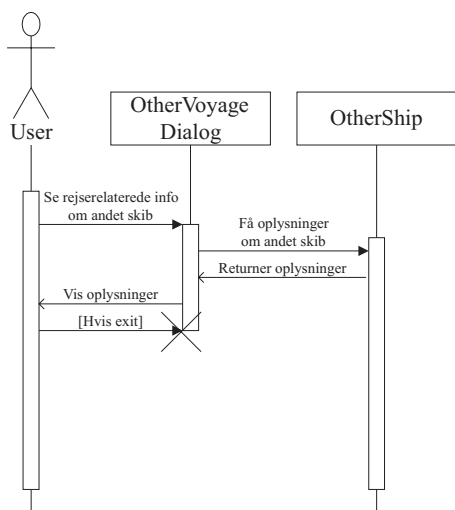 User
OtherVoyage
Dialog
OtherShip
Se rejserelaterede info
om andet skib
Få oplysninger
om andet skib
Returner oplysninger
Vis oplysninger
[Hvis exit]